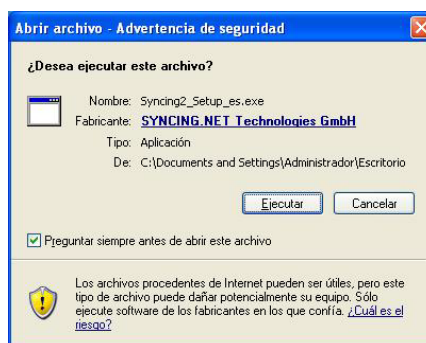 Abrir archivo - Advertencia de seguridad
¿Desea ejecutar este archivo?
Nombre: Syncing2_Setup_es.exe
Fabricante: SYNCING.NET Technologies GmbH
Tipo: Aplicación
De: C:\Documents and Settings\Administrador\Escritorio
Ejecutar Cancelar
Preguntar siempre antes de abrir este archivo
Los archivos procedentes de Internet pueden ser útiles, pero este
tipo de archivo puede dañar potencialmente su equipo. Sólo
ejecute software de los fabricantes en los que confía. ¿Cuál es el
riesgo?